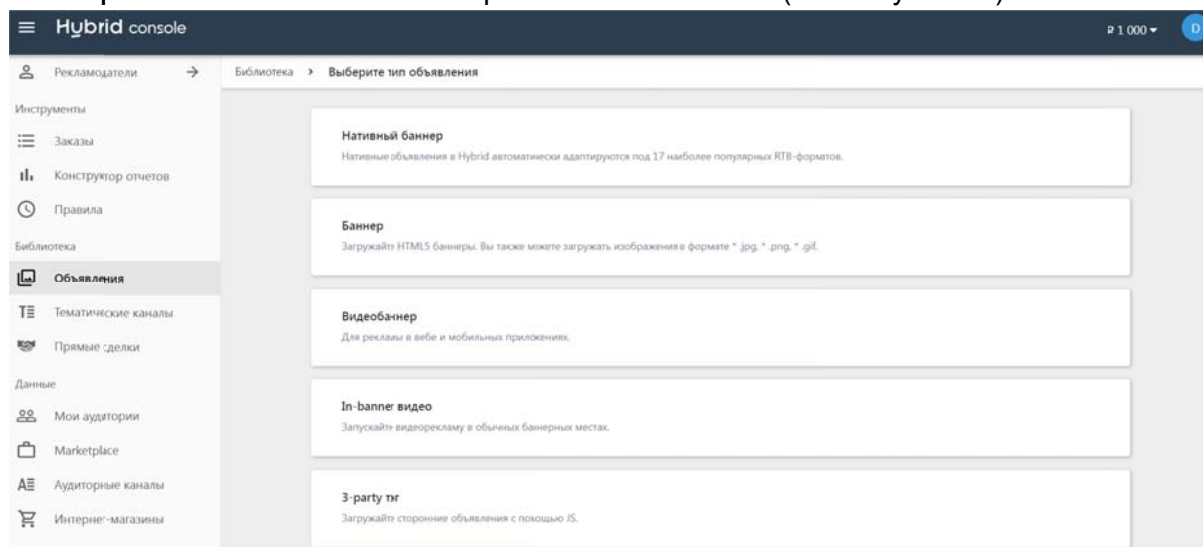 Hybrid console
₽ 1 000
D
Рекламодатели
Библиотека > Выберите тип объявления
Инструменты
Заказы
Конструктор отчетов
Правила
Библиотека
Объявления
Тематические каналы
Прямые сделки
Данные
Мои аудитории
Marketplace
Аудиторные каналы
Интернет-магазины
Нативный баннер
Нативные объявления в Hybrid автоматически адаптируются под 17 наиболее популярных RTB-форматов.
Баннер
Загружайте HTML5 баннеры. Вы также можете загружать изображения в формате *.jpg, *.png, *.gif.
Видеобаннер
Для рекламы в вебе и мобильных приложениях.
In-banner видео
Запускайте видеорекламу в обычных баннерных местах.
3-party тэг
Загружайте сторонние объявления с помощью JS.